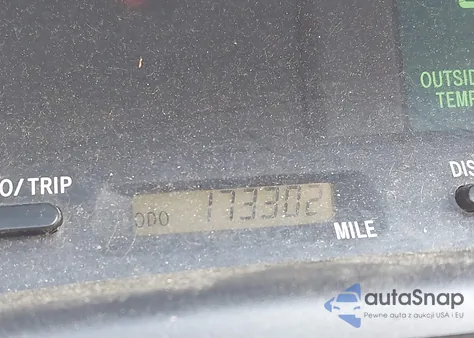 OUTSID
TEMP
O/TRIP
DIS
ODO 173302
MILE
autaSnap
Pewne auta z aukcji USA i EU